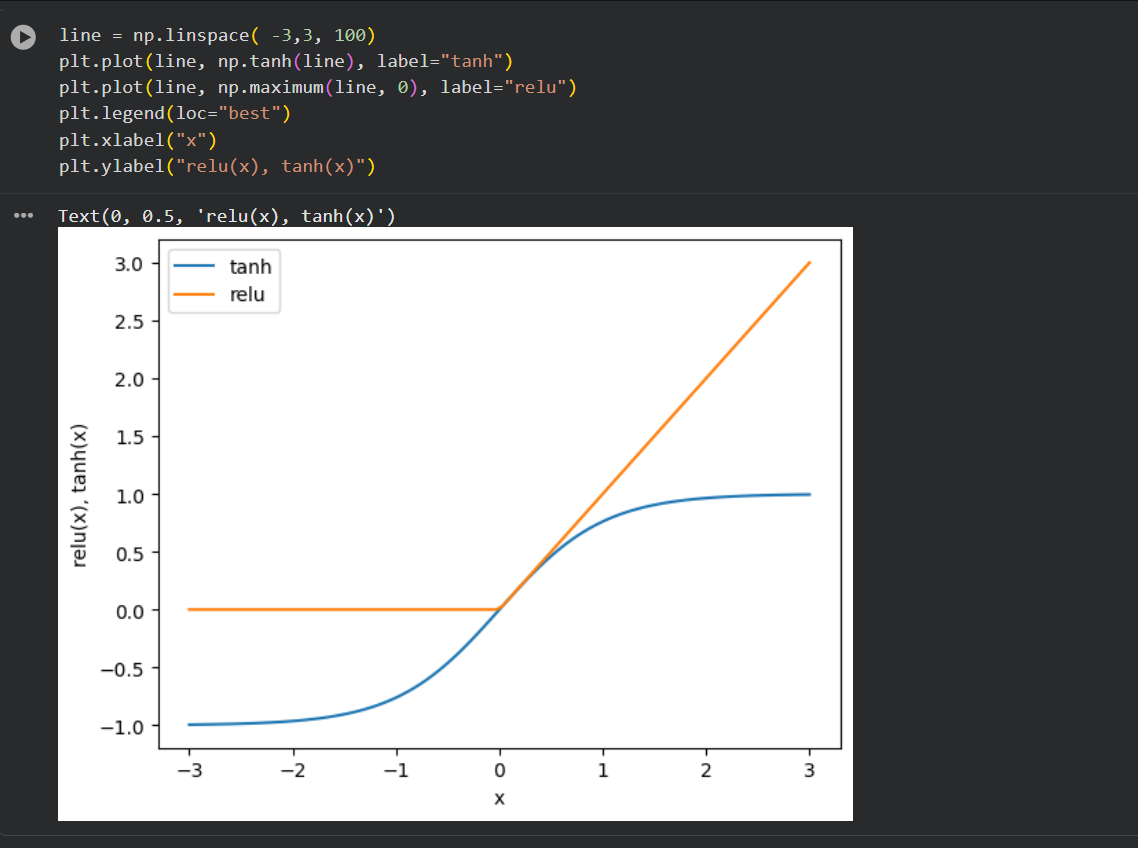 line = np.linspace( -3,3, 100)
plt.plot(line, np.tanh(line), label="tanh")
plt.plot(line, np.maximum(line, 0), label="relu")
plt.legend(loc="best")
plt.xlabel("x")
plt.ylabel("relu(x), tanh(x)")
Text(0, 0.5, 'relu(x), tanh(x)')
tanh
relu
3.0
2.5
2.0
1.5
1.0
0.5
0.0
−0.5
−1.0
relu(x), tanh(x)
−3 −2 −1 0 1 2 3
x